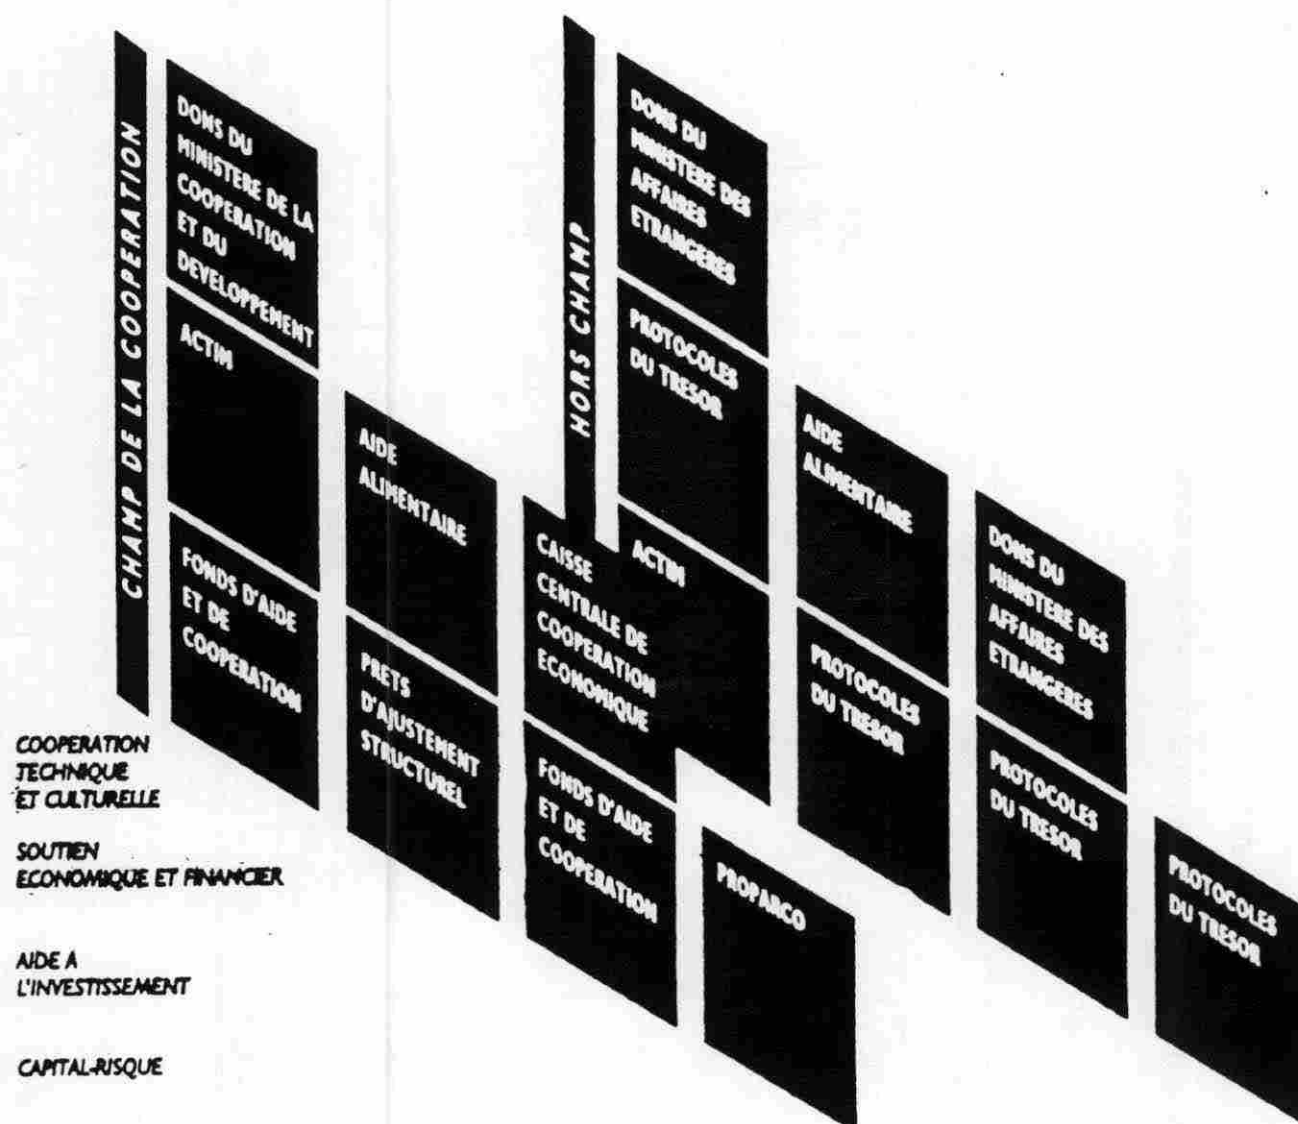 CHAMP DE LA COOPERATION
DONS DU
MINISTERE DE LA
COOPERATION
ET DU
DEVELOPPEMENT
ACTIM
FONDS D'AIDE
ET DE
COOPERATION
AIDE
ALIMENTAIRE
PRETS
D'AJUSTEMENT
STRUCTUREL
CAISSE
CENTRALE DE
COOPERATION
ECONOMIQUE
FONDS D'AIDE
ET DE
COOPERATION
PROPARCO
HORS CHAMP
DONS DU
MINISTERE DES
AFFAIRES
ETRANGERES
PROTOCOLES
DU TRESOR
ACTIM
AIDE
ALIMENTAIRE
PROTOCOLES
DU TRESOR
DONS DU
MINISTERE DES
AFFAIRES
ETRANGERES
PROTOCOLES
DU TRESOR
PROTOCOLES
DU TRESOR
COOPERATION
TECHNIQUE
ET CULTURELLE
SOUTIEN
ECONOMIQUE ET FINANCIER
AIDE A
L'INVESTISSEMENT
CAPITAL-RISQUE